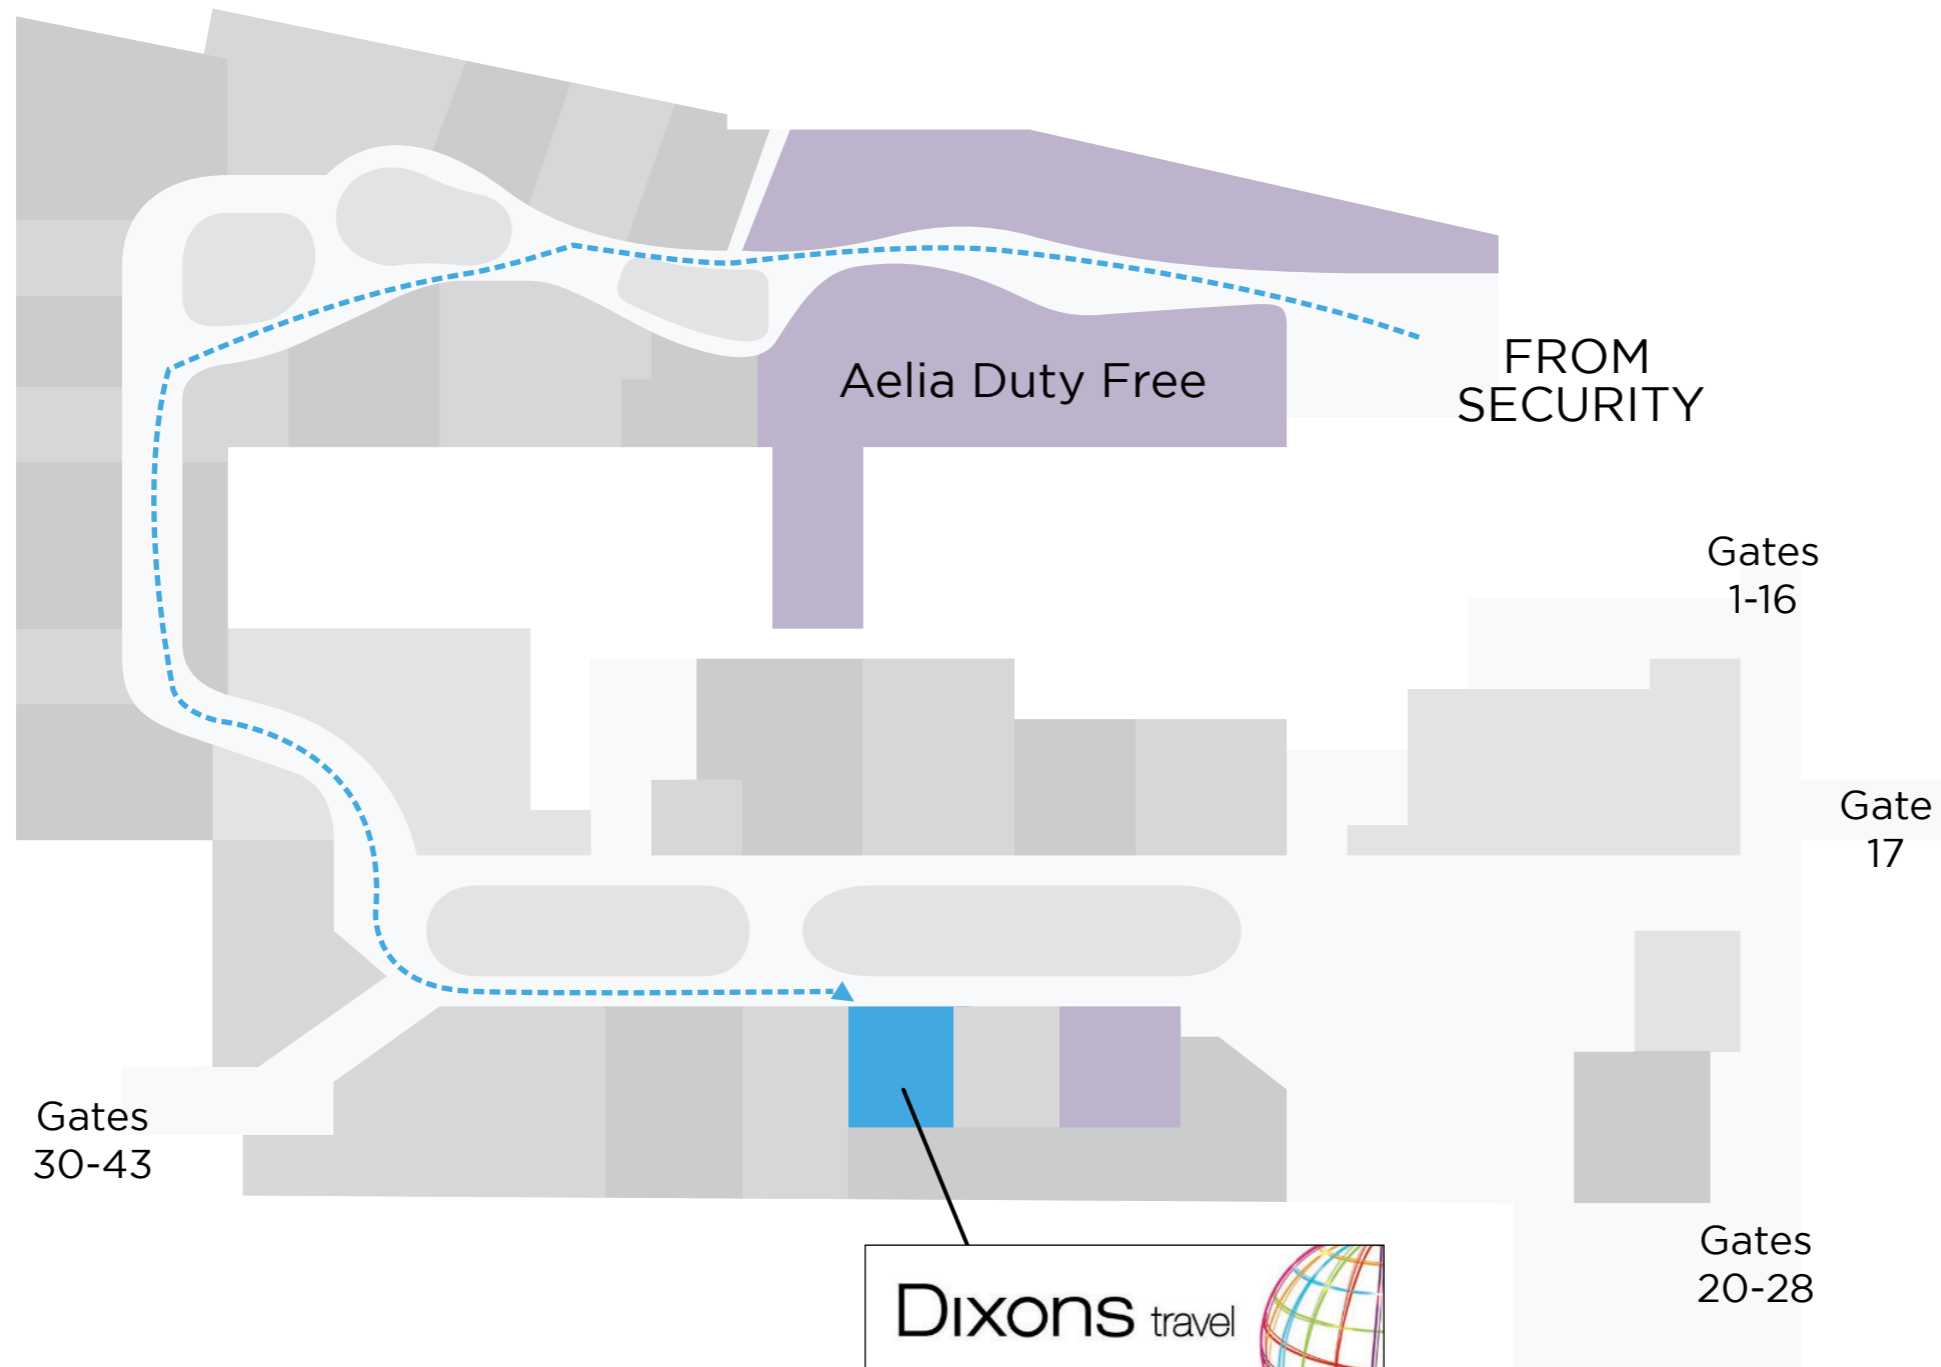 Aelia Duty Free
FROM
SECURITY
Gates
1-16
Gate
17
Gates
30-43
Gates
20-28
Dixons travel